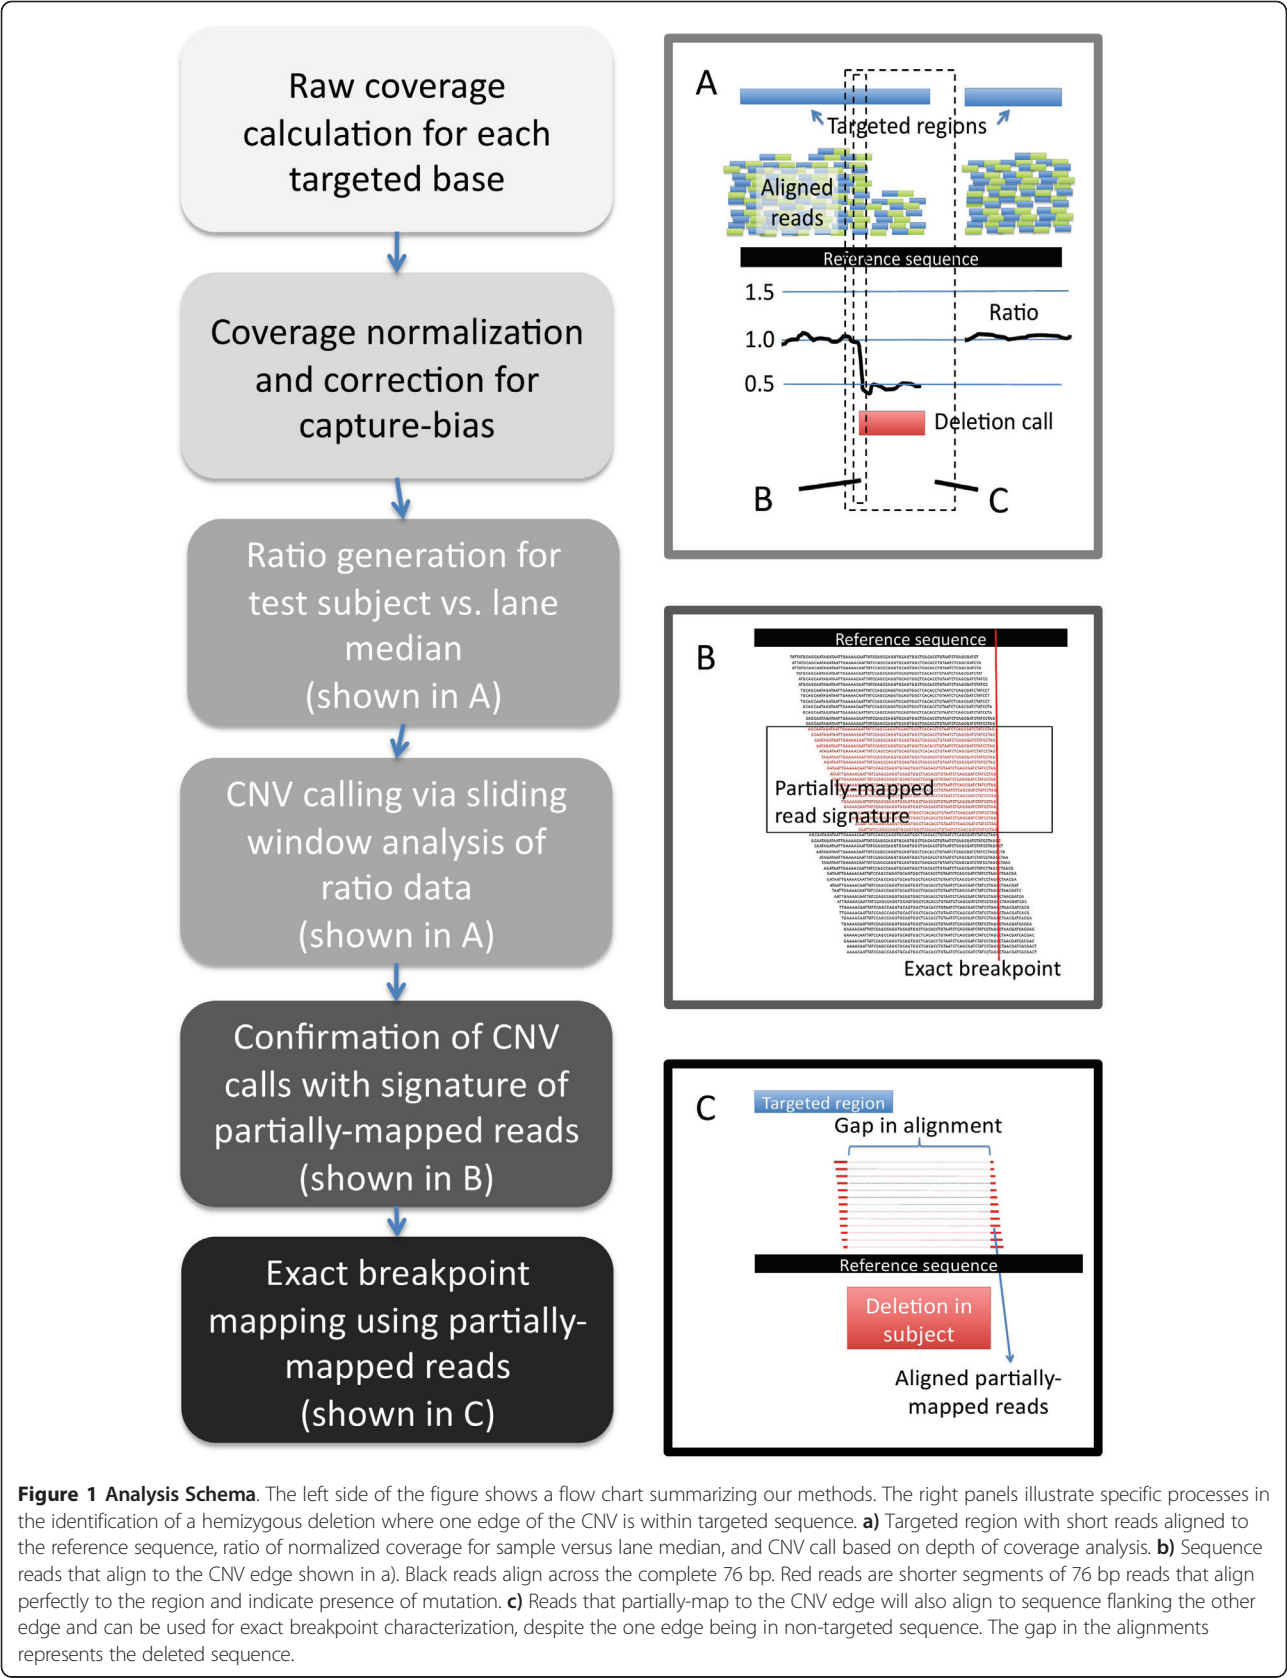 Raw coverage
calculation for each
targeted base
Coverage normalization
and correction for
capture-bias
Ratio generation for
test subject vs. lane
median
(shown in A)
CNV calling via sliding
window analysis of
ratio data
(shown in A)
Confirmation of CNV
calls with signature of
partially-mapped reads
(shown in B)
Exact breakpoint
mapping using partially-
mapped reads
(shown in C)
A
Targeted regions
Aligned
reads
Reference sequence
1.5
Ratio
1.0
0.5
Deletion call
B
C
B
Reference sequence
Partially-mapped
read signature
Exact breakpoint
C
Targeted region
Gap in alignment
Reference sequence
Deletion in
subject
Aligned partially-
mapped reads
Figure 1 Analysis Schema. The left side of the figure shows a flow chart summarizing our methods. The right panels illustrate specific processes in
the identification of a hemizygous deletion where one edge of the CNV is within targeted sequence. a) Targeted region with short reads aligned to
the reference sequence, ratio of normalized coverage for sample versus lane median, and CNV call based on depth of coverage analysis. b) Sequence
reads that align to the CNV edge shown in a). Black reads align across the complete 76 bp. Red reads are shorter segments of 76 bp reads that align
perfectly to the region and indicate presence of mutation. c) Reads that partially-map to the CNV edge will also align to sequence flanking the other
edge and can be used for exact breakpoint characterization, despite the one edge being in non-targeted sequence. The gap in the alignments
represents the deleted sequence.